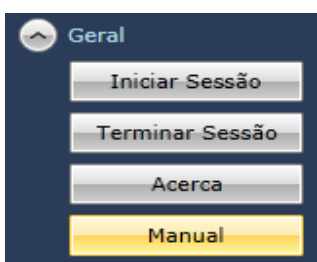 Geral
Iniciar Sessão
Terminar Sessão
Acerca
Manual